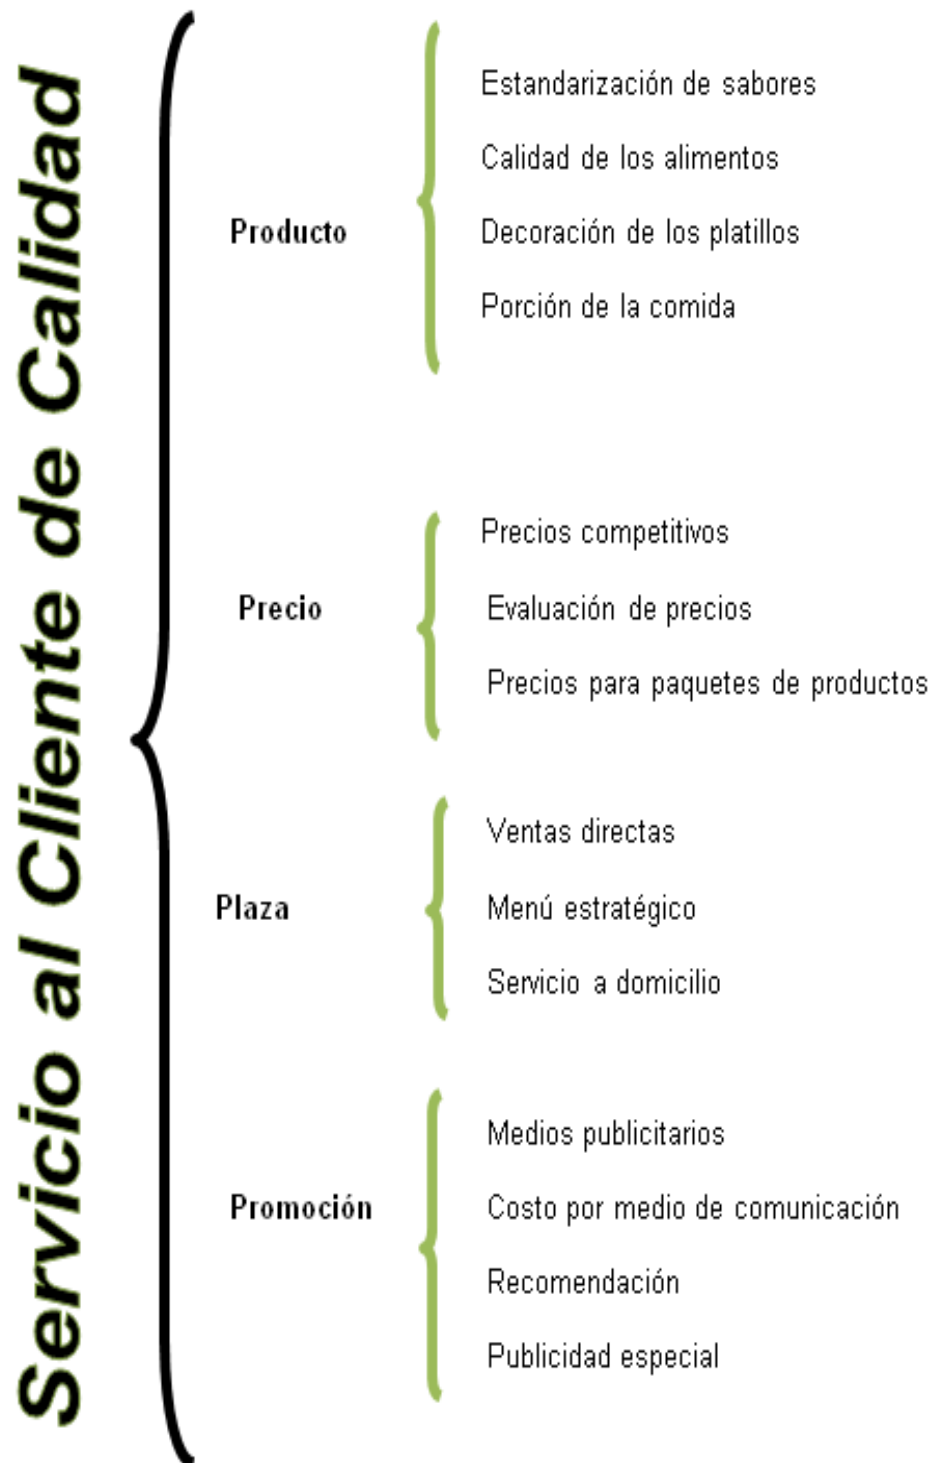 Servicio al Cliente de Calidad
Producto
Estandarización de sabores
Calidad de los alimentos
Decoración de los platillos
Porción de la comida
Precio
Precios competitivos
Evaluación de precios
Precios para paquetes de productos
Plaza
Ventas directas
Menú estratégico
Servicio a domicilio
Promoción
Medios publicitarios
Costo por medio de comunicación
Recomendación
Publicidad especial